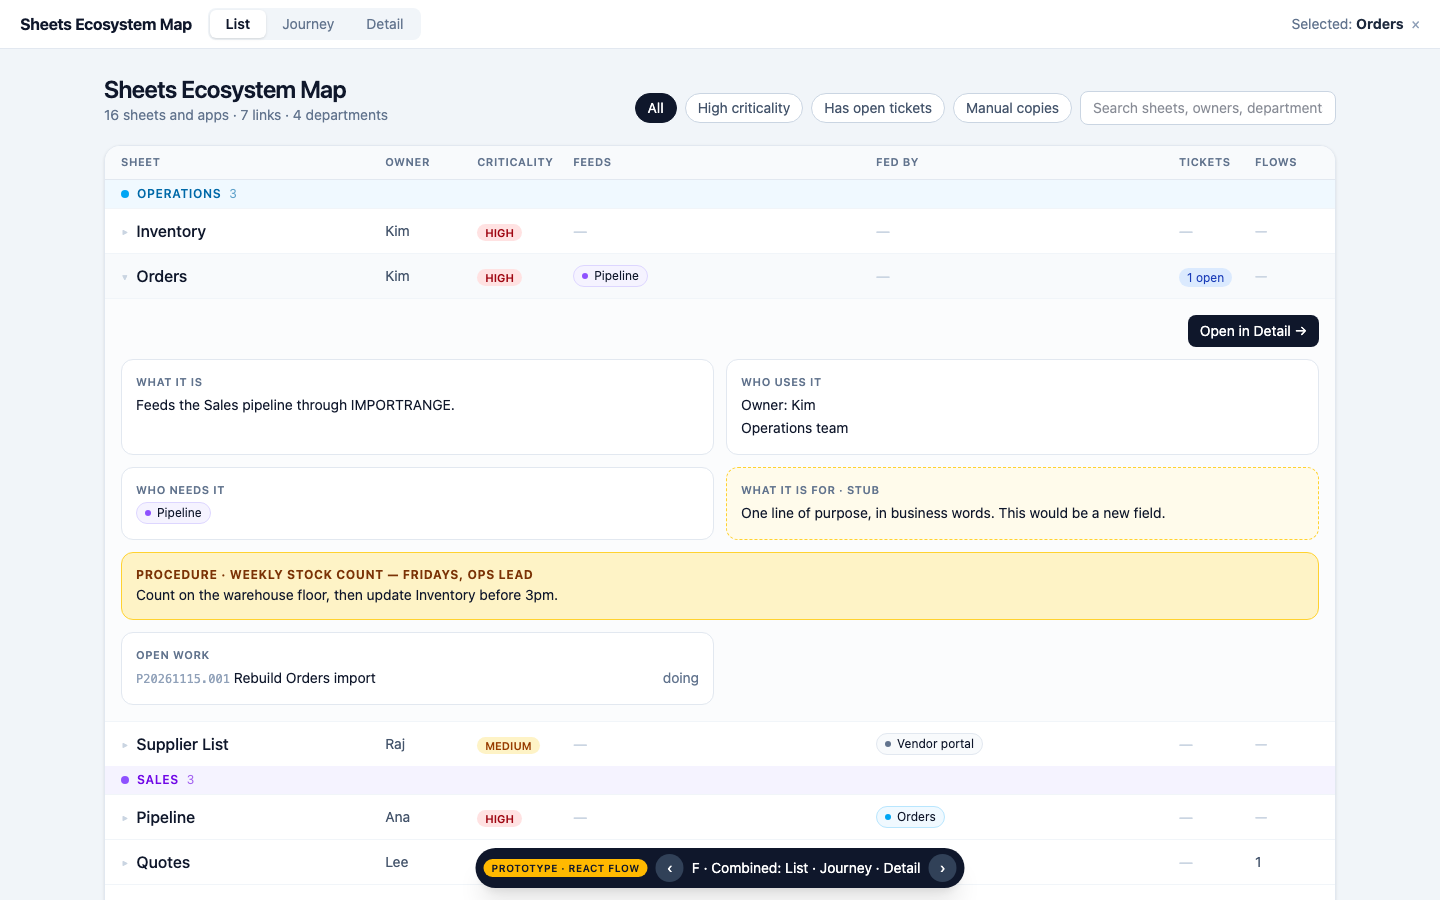 Sheets Ecosystem Map
List
Journey
Detail
Selected: Orders ×
Sheets Ecosystem Map
16 sheets and apps · 7 links · 4 departments
All
High criticality
Has open tickets
Manual copies
Search sheets, owners, department
SHEET OWNER CRITICALITY FEEDS FED BY TICKETS FLOWS
OPERATIONS 3
Inventory Kim HIGH — — — —
Orders Kim HIGH Pipeline — 1 open —
Open in Detail →
WHAT IT IS
Feeds the Sales pipeline through IMPORTRANGE.
WHO USES IT
Owner: Kim
Operations team
WHO NEEDS IT
Pipeline
WHAT IT IS FOR · STUB
One line of purpose, in business words. This would be a new field.
PROCEDURE · WEEKLY STOCK COUNT — FRIDAYS, OPS LEAD
Count on the warehouse floor, then update Inventory before 3pm.
OPEN WORK
P20261115.001 Rebuild Orders import doing
Supplier List Raj MEDIUM — Vendor portal — —
SALES 3
Pipeline Ana HIGH — Orders — —
Quotes Lee — 1
PROTOTYPE · REACT FLOW ‹ F · Combined: List · Journey · Detail ›